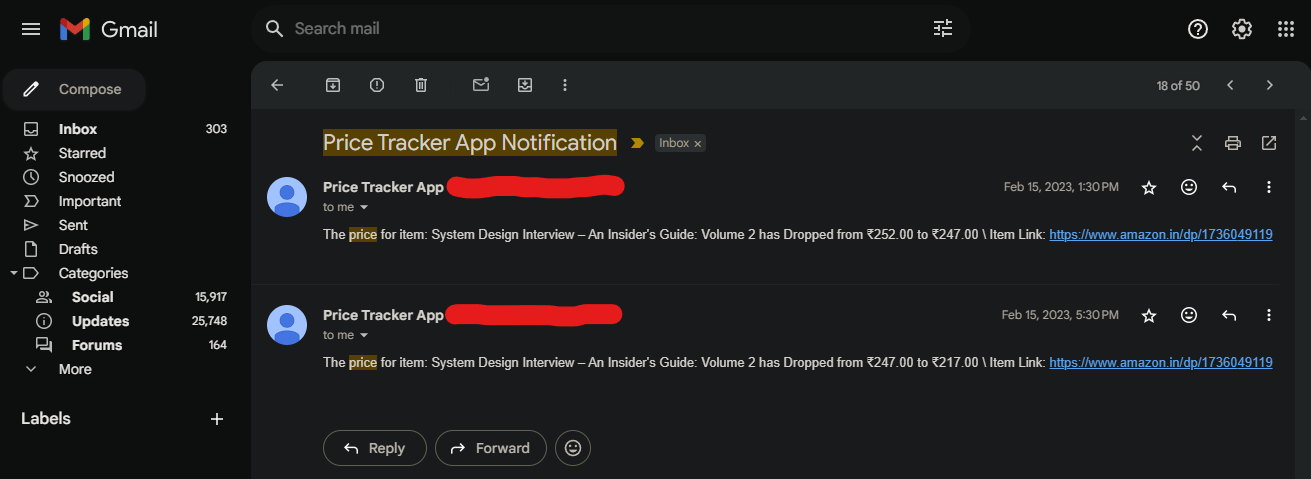 Gmail
Search mail
Compose
18 of 50
Inbox 303
Starred
Snoozed
Important
Sent
Drafts
Categories
Social 15,917
Updates 25,748
Forums 164
More
Labels
Price Tracker App Notification Inbox
Price Tracker App Feb 15, 2023, 1:30 PM
to me
The price for item: System Design Interview – An Insider's Guide: Volume 2 has Dropped from ₹252.00 to ₹247.00 \ Item Link: https://www.amazon.in/dp/1736049119
Price Tracker App Feb 15, 2023, 5:30 PM
to me
The price for item: System Design Interview – An Insider's Guide: Volume 2 has Dropped from ₹247.00 to ₹217.00 \ Item Link: https://www.amazon.in/dp/1736049119
Reply Forward